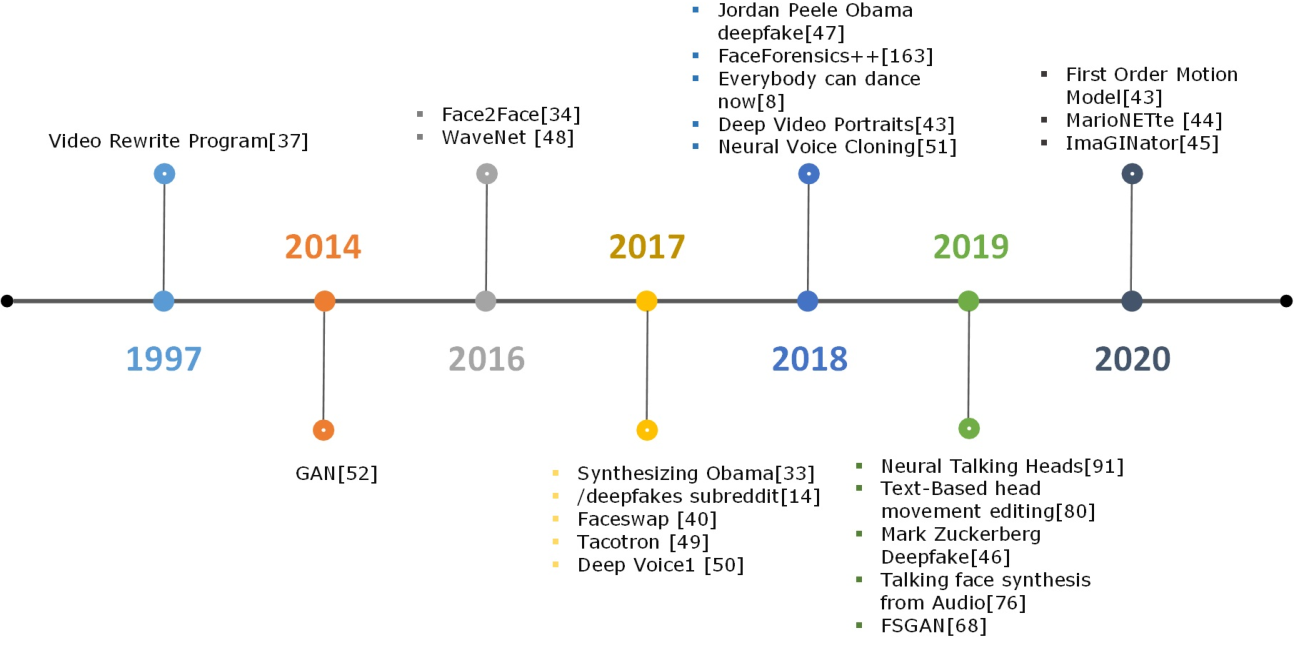 Jordan Peele Obama
deepfake[47]
FaceForensics++[163]
Everybody can dance
now[8]
Deep Video Portraits[43]
Neural Voice Cloning[51]
First Order Motion
Model[43]
MarioNETte [44]
ImaGINator[45]
Face2Face[34]
WaveNet [48]
Video Rewrite Program[37]
2014
2017
2019
1997
2016
2018
2020
GAN[52]
Synthesizing Obama[33]
/deepfakes subreddit[14]
Faceswap [40]
Tacotron [49]
Deep Voice1 [50]
Neural Talking Heads[91]
Text-Based head
movement editing[80]
Mark Zuckerberg
Deepfake[46]
Talking face synthesis
from Audio[76]
FSGAN[68]